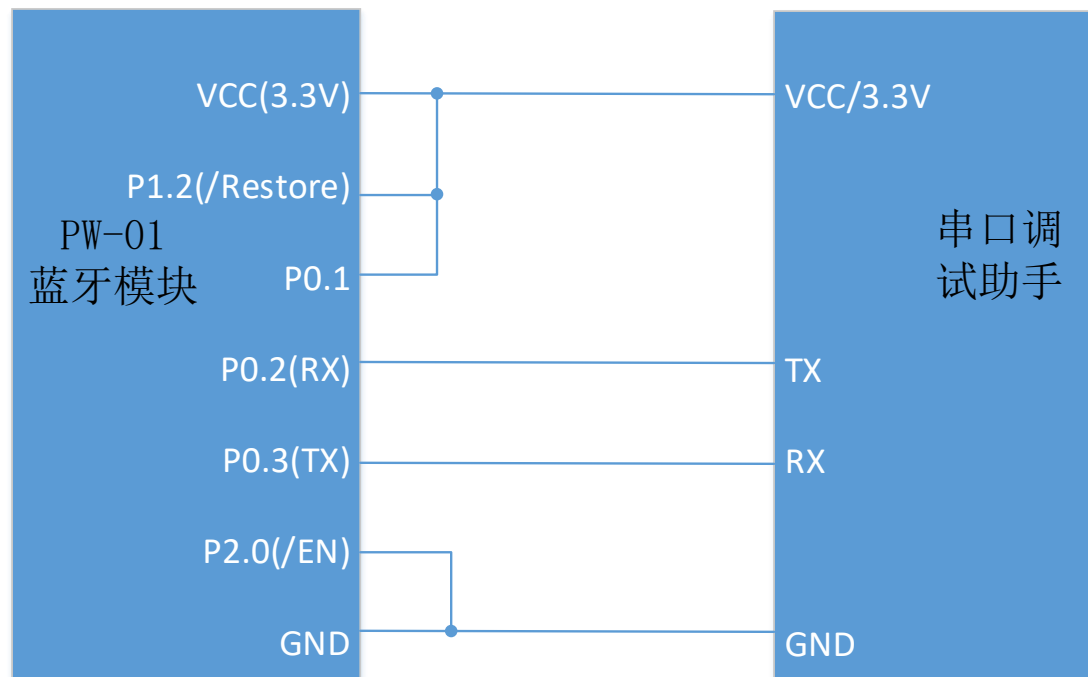 VCC(3.3V)
P1.2(/Restore)
PW-01
蓝牙模块
P0.1
P0.2(RX)
P0.3(TX)
P2.0(/EN)
GND
VCC/3.3V
串口调
试助手
TX
RX
GND